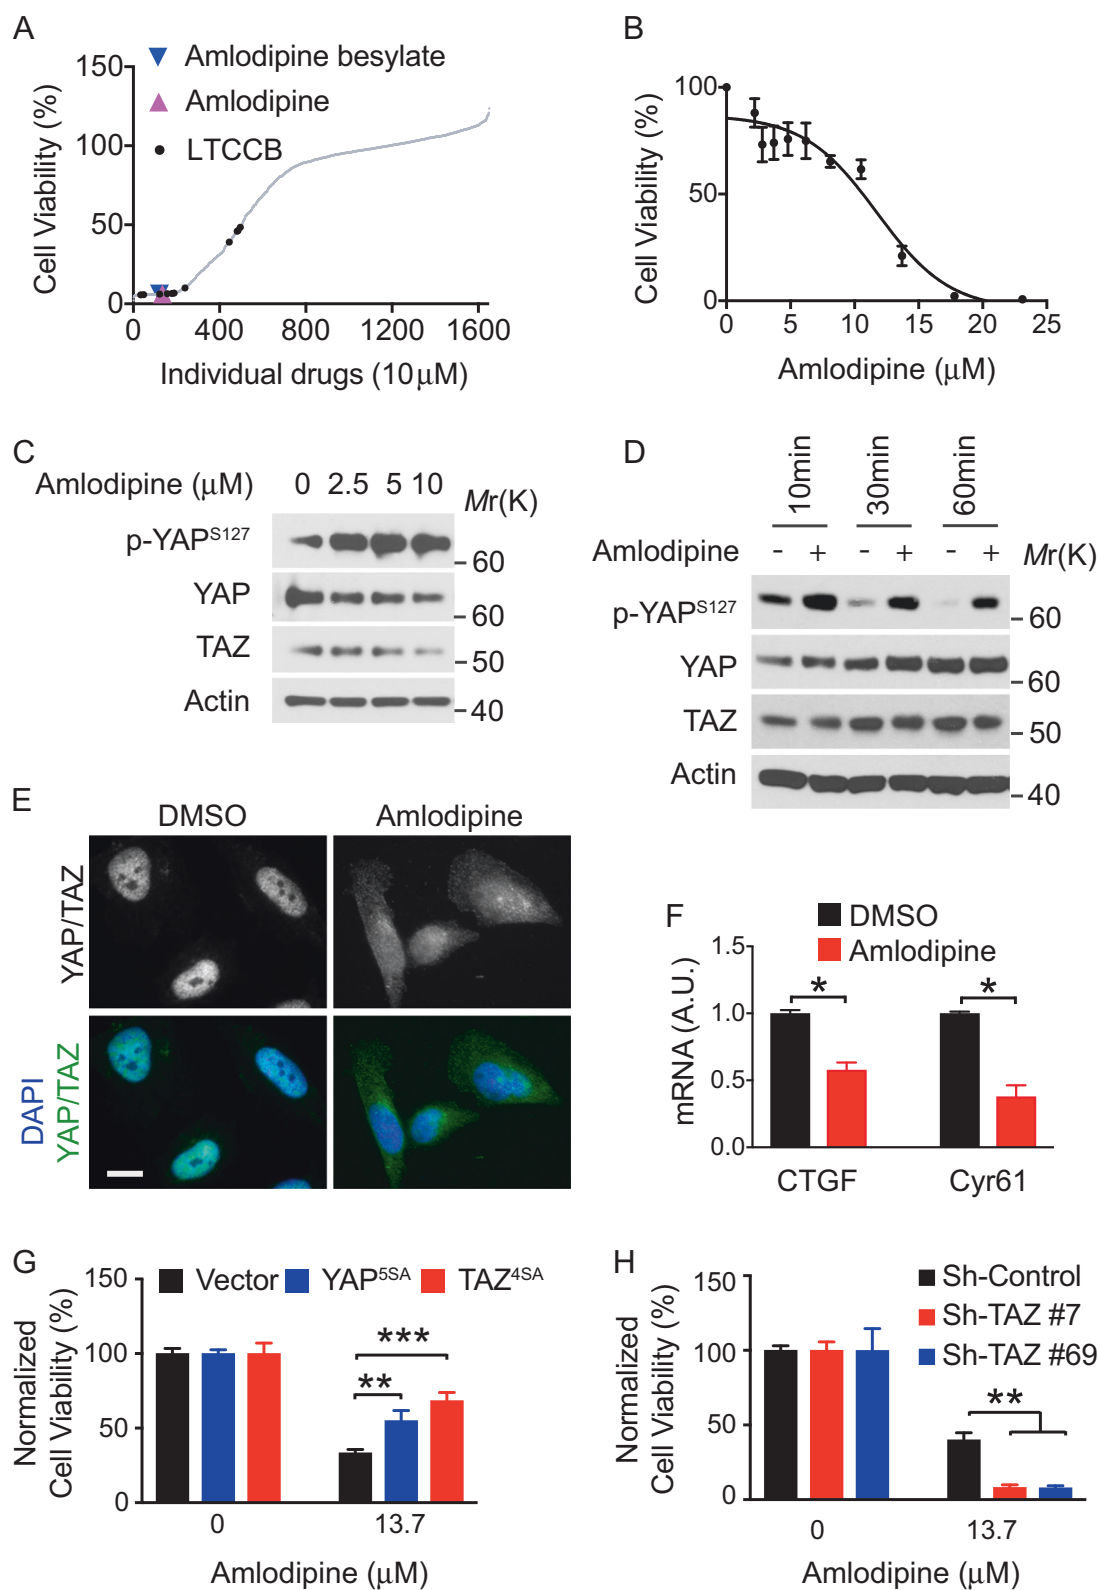 A
Amlodipine besylate
Amlodipine
LTCCB
Cell Viability (%)
150
100
50
0
0 400 800 1200 1600
Individual drugs (10μM)
B
Cell Viability (%)
100
50
0
0 5 10 15 20 25
Amlodipine (μM)
C
Amlodipine (μM) 0 2.5 5 10 Mr(K)
p-YAPS127 60
YAP 60
TAZ 50
Actin 40
D
10min 30min 60min
Amlodipine - + - + - + Mr(K)
p-YAPS127 60
YAP 60
TAZ 50
Actin 40
E
DMSO Amlodipine
YAP/TAZ
DAPI
YAP/TAZ
F
DMSO
Amlodipine
mRNA (A.U.)
1.5
1.0
0.5
0.0
* *
CTGF Cyr61
G
Vector YAP5SA TAZ4SA
Normalized
Cell Viability (%)
150
100
50
0
***
**
0 13.7
Amlodipine (μM)
H
Sh-Control
Sh-TAZ #7
Sh-TAZ #69
Normalized
Cell Viability (%)
150
100
50
0
**
0 13.7
Amlodipine (μM)